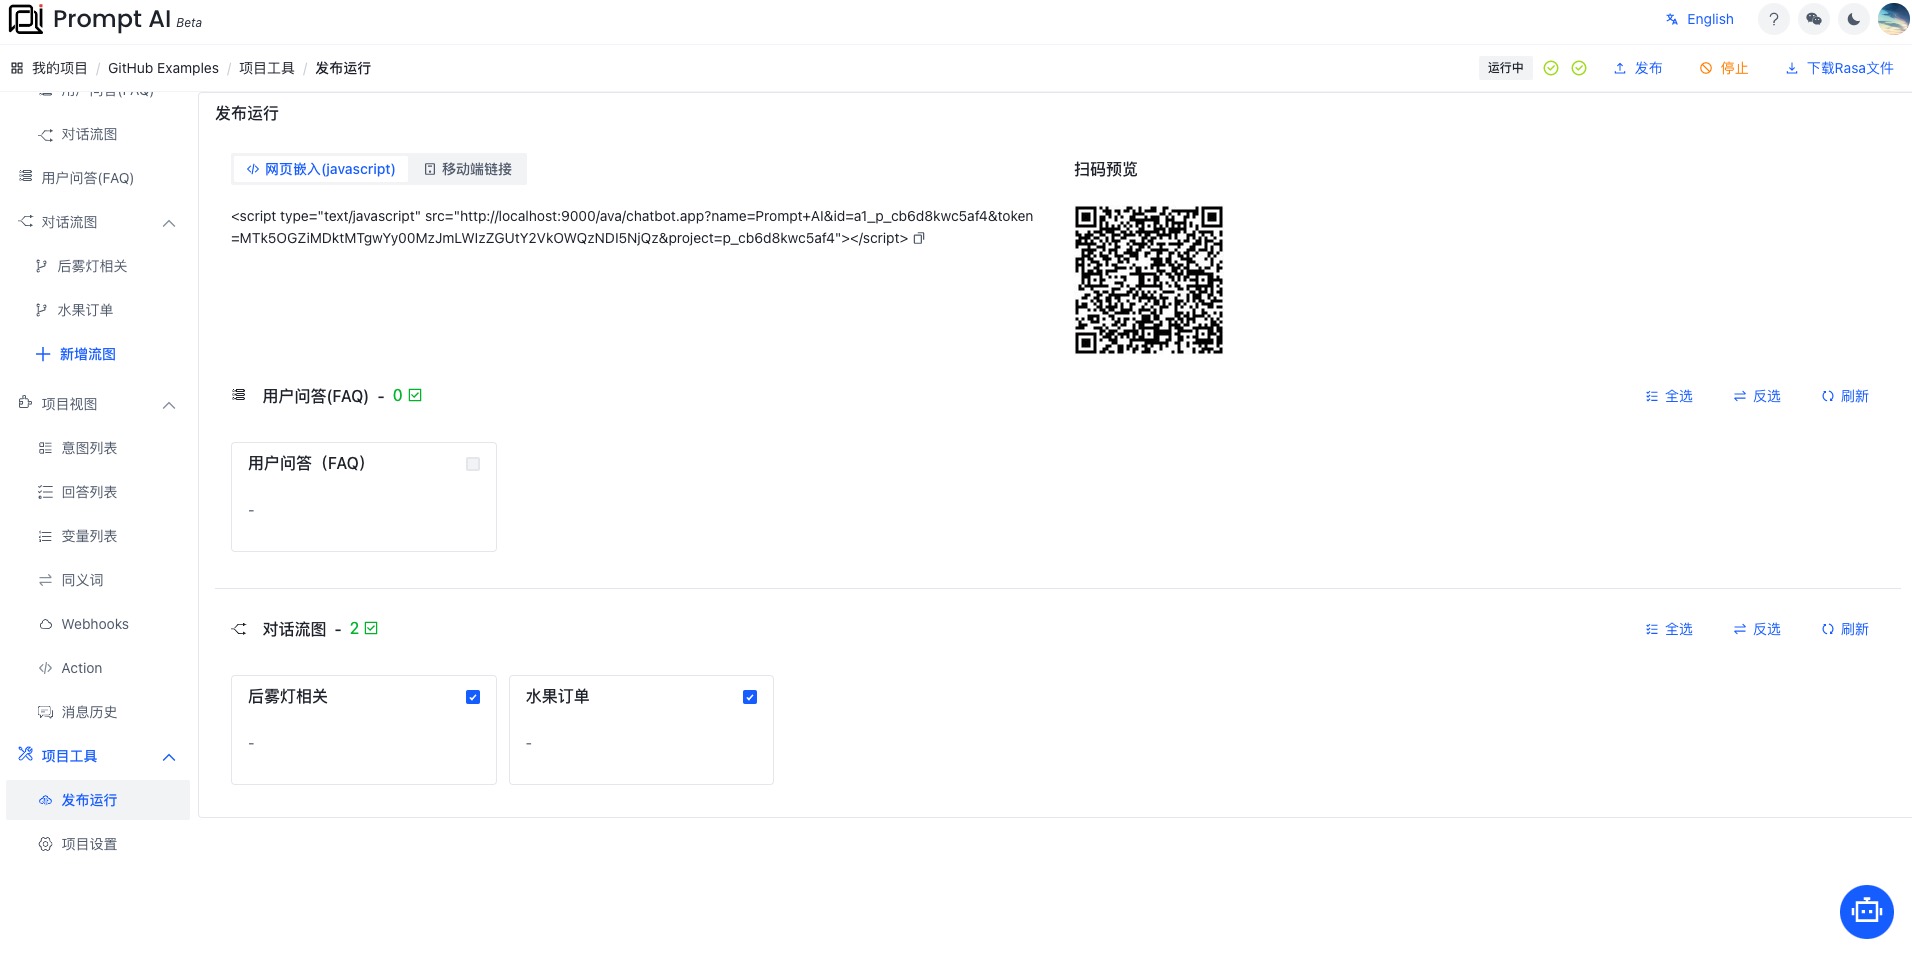 Prompt AI Beta
English
我的项目 / GitHub Examples / 项目工具 / 发布运行
运行中
发布
停止
下载Rasa文件
用户问答(FAQ)
对话流图
用户问答(FAQ)
对话流图
后雾灯相关
水果订单
新增流图
项目视图
意图列表
回答列表
变量列表
同义词
Webhooks
Action
消息历史
项目工具
发布运行
项目设置
发布运行
网页嵌入(javascript)
移动端链接
扫码预览
<script type="text/javascript" src="http://localhost:9000/ava/chatbot.app?name=Prompt+AI&id=a1_p_cb6d8kwc5af4&token
=MTk5OGZiMDktMTgwYy00MzJmLWIzZGUtY2VkOWQzNDI5NjQz&project=p_cb6d8kwc5af4"></script>
用户问答(FAQ) - 0
全选
反选
刷新
用户问答（FAQ）
-
对话流图 - 2
全选
反选
刷新
后雾灯相关
-
水果订单
-